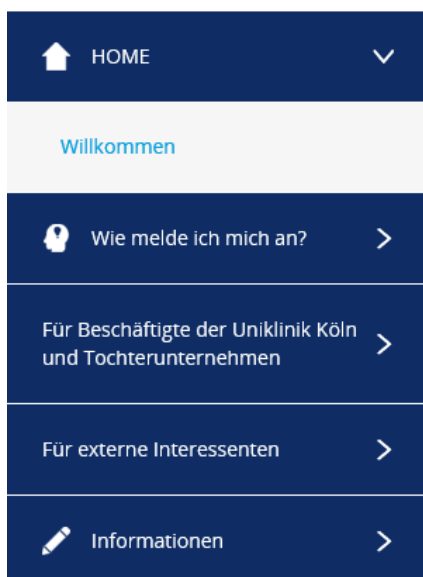 HOME
Willkommen
Wie melde ich mich an?
Für Beschäftigte der Uniklinik Köln
und Tochterunternehmen
Für externe Interessenten
Informationen